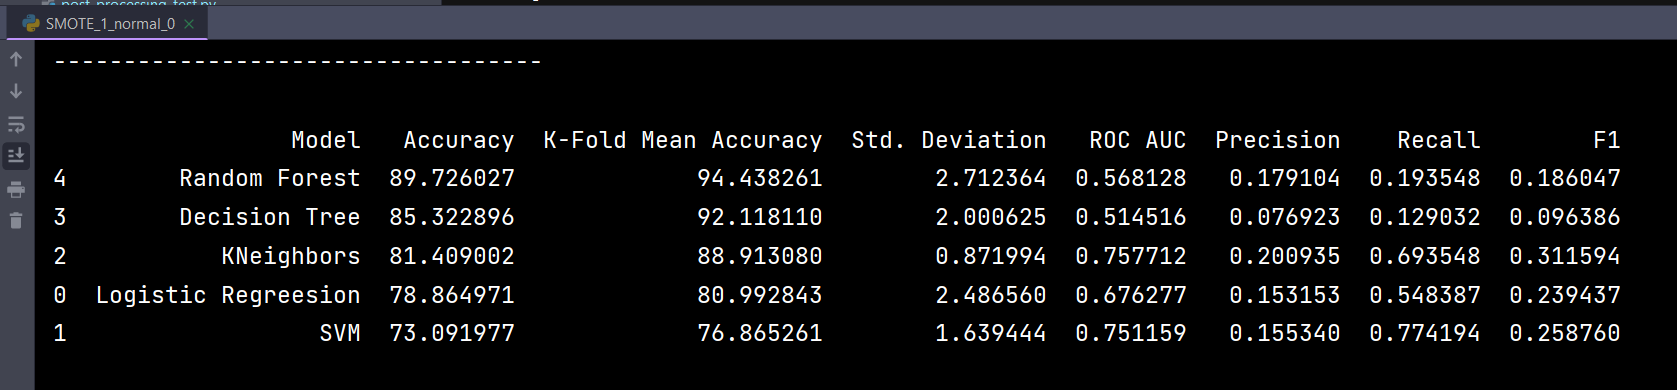 post_processing_test.py
SMOTE_1_normal_0
-----------------------------------
Model Accuracy K-Fold Mean Accuracy Std. Deviation ROC AUC Precision Recall F1
4 Random Forest 89.726027 94.438261 2.712364 0.568128 0.179104 0.193548 0.186047
3 Decision Tree 85.322896 92.118110 2.000625 0.514516 0.076923 0.129032 0.096386
2 KNeighbors 81.409002 88.913080 0.871994 0.757712 0.200935 0.693548 0.311594
0 Logistic Regreesion 78.864971 80.992843 2.486560 0.676277 0.153153 0.548387 0.239437
1 SVM 73.091977 76.865261 1.639444 0.751159 0.155340 0.774194 0.258760